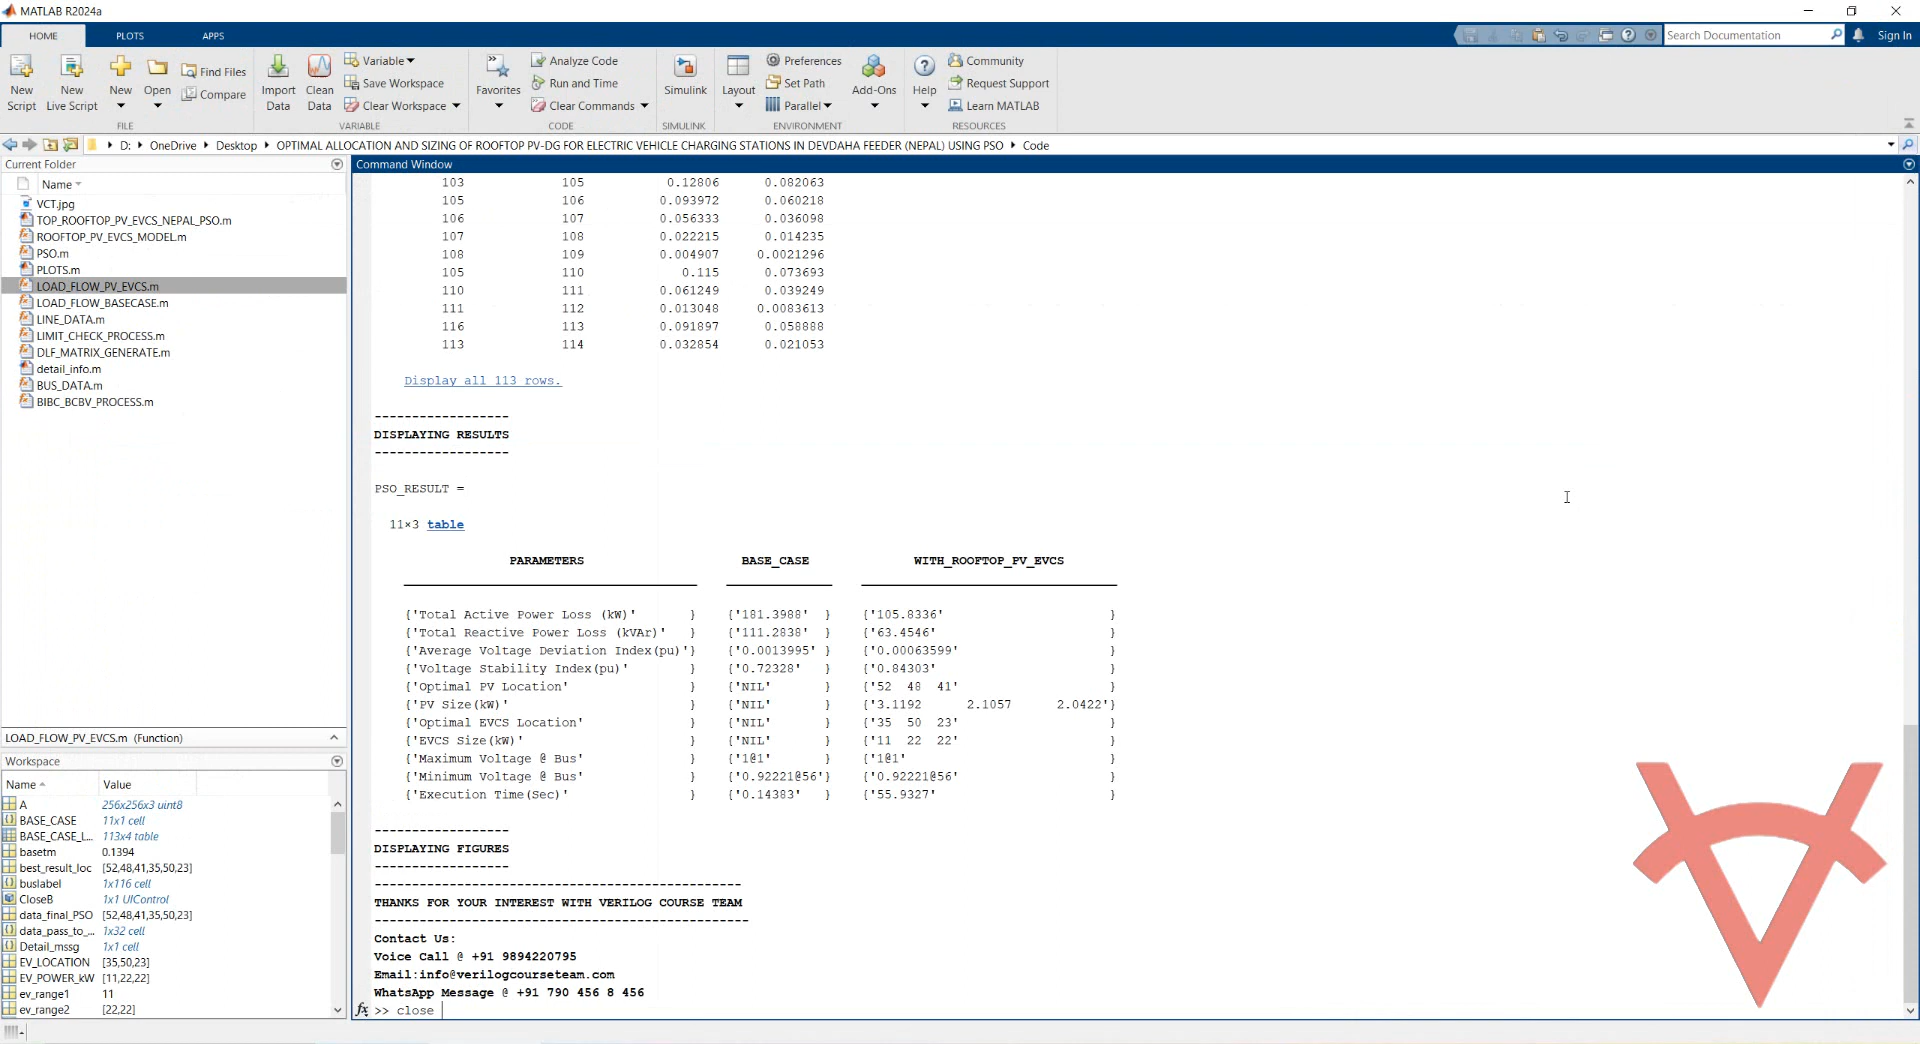 MATLAB R2024a
HOME PLOTS APPS
Search Documentation
Sign In
New Script
New Live Script
New
Open
Find Files
Compare
FILE
Import Data
Clean Data
Variable
Save Workspace
Clear Workspace
VARIABLE
Favorites
Analyze Code
Run and Time
Clear Commands
CODE
Simulink
SIMULINK
Layout
Preferences
Set Path
Parallel
ENVIRONMENT
Add-Ons
Help
Community
Request Support
Learn MATLAB
RESOURCES
D: OneDrive Desktop OPTIMAL ALLOCATION AND SIZING OF ROOFTOP PV-DG FOR ELECTRIC VEHICLE CHARGING STATIONS IN DEVDAHA FEEDER (NEPAL) USING PSO Code
Current Folder
Name
VCT.jpg
TOP_ROOFTOP_PV_EVCS_NEPAL_PSO.m
ROOFTOP_PV_EVCS_MODEL.m
PSO.m
PLOTS.m
LOAD_FLOW_PV_EVCS.m
LOAD_FLOW_BASECASE.m
LINE_DATA.m
LIMIT_CHECK_PROCESS.m
DLF_MATRIX_GENERATE.m
detail_info.m
BUS_DATA.m
BIBC_BCBV_PROCESS.m
LOAD_FLOW_PV_EVCS.m (Function)
Workspace
Name Value
A 256x256x3 uint8
BASE_CASE 11x1 cell
BASE_CASE_L... 113x4 table
basetm 0.1394
best_result_loc [52,48,41,35,50,23]
buslabel 1x116 cell
CloseB 1x1 UIControl
data_final_PSO [52,48,41,35,50,23]
data_pass_to_... 1x32 cell
Detail_mssg 1x1 cell
EV_LOCATION [35,50,23]
EV_POWER_kW [11,22,22]
ev_range1 11
ev_range2 [22,22]
Command Window
103 105 0.12806 0.082063
105 106 0.093972 0.060218
106 107 0.056333 0.036098
107 108 0.022215 0.014235
108 109 0.004907 0.0021296
105 110 0.115 0.073693
110 111 0.061249 0.039249
111 112 0.013048 0.0083613
116 113 0.091897 0.058888
113 114 0.032854 0.021053
Display all 113 rows.
------------------
DISPLAYING RESULTS
------------------
PSO_RESULT =
11×3 table
PARAMETERS BASE_CASE WITH_ROOFTOP_PV_EVCS
{'Total Active Power Loss (kW)' } {'181.3988' } {'105.8336' }
{'Total Reactive Power Loss (kVAr)' } {'111.2838' } {'63.4546' }
{'Average Voltage Deviation Index(pu)'} {'0.0013995' } {'0.00063599' }
{'Voltage Stability Index(pu)' } {'0.72328' } {'0.84303' }
{'Optimal PV Location' } {'NIL' } {'52 48 41' }
{'PV Size(kW)' } {'NIL' } {'3.1192 2.1057 2.0422'}
{'Optimal EVCS Location' } {'NIL' } {'35 50 23' }
{'EVCS Size(kW)' } {'NIL' } {'11 22 22' }
{'Maximum Voltage @ Bus' } {'1@1' } {'1@1' }
{'Minimum Voltage @ Bus' } {'0.92221@56'} {'0.92221@56' }
{'Execution Time(Sec)' } {'0.14383' } {'55.9327' }
------------------
DISPLAYING FIGURES
------------------
-------------------------------------------------
THANKS FOR YOUR INTEREST WITH VERILOG COURSE TEAM
--------------------------------------------------
Contact Us:
Voice Call @ +91 9894220795
Email:info@verilogcourseteam.com
WhatsApp Message @ +91 790 456 8 456
fx >> close